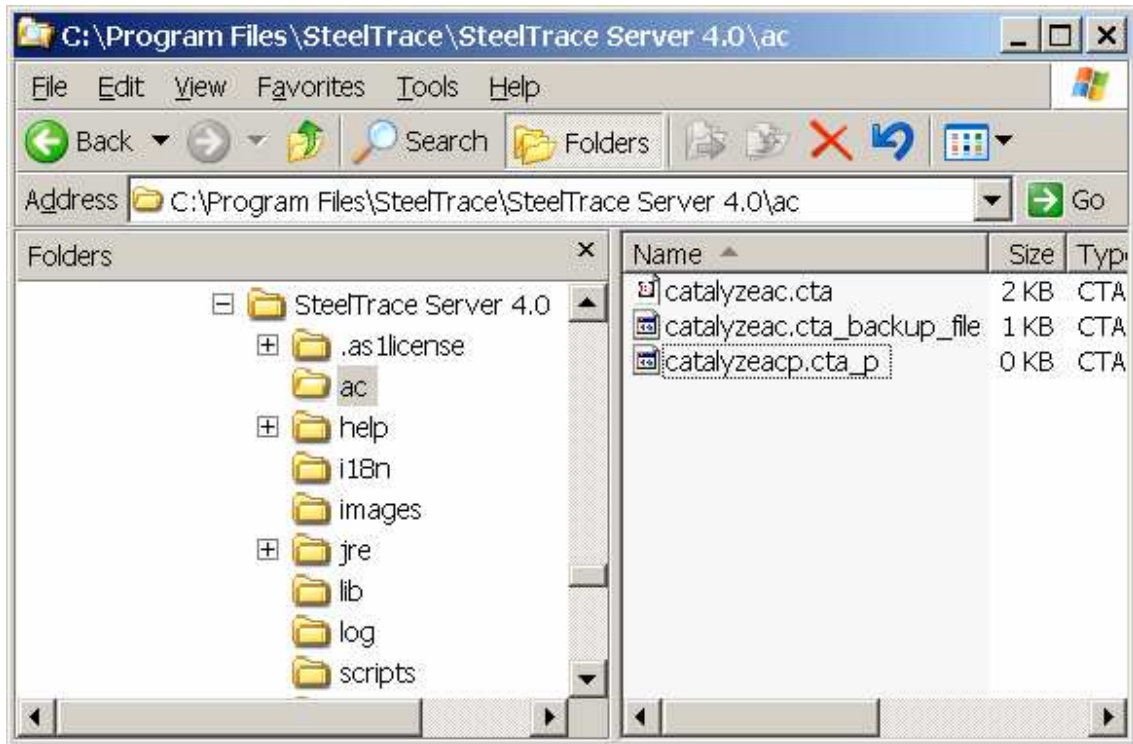 C:\Program Files\SteelTrace\SteelTrace Server 4.0\ac
File Edit View Favorites Tools Help
Back Search Folders
Address C:\Program Files\SteelTrace\SteelTrace Server 4.0\ac Go
Folders
SteelTrace Server 4.0
.as1license
ac
help
i18n
images
jre
lib
log
scripts
Name Size Typ
catalyzeac.cta 2 KB CTA
catalyzeac.cta_backup_file 1 KB CTA
catalyzeacp.cta_p 0 KB CTA